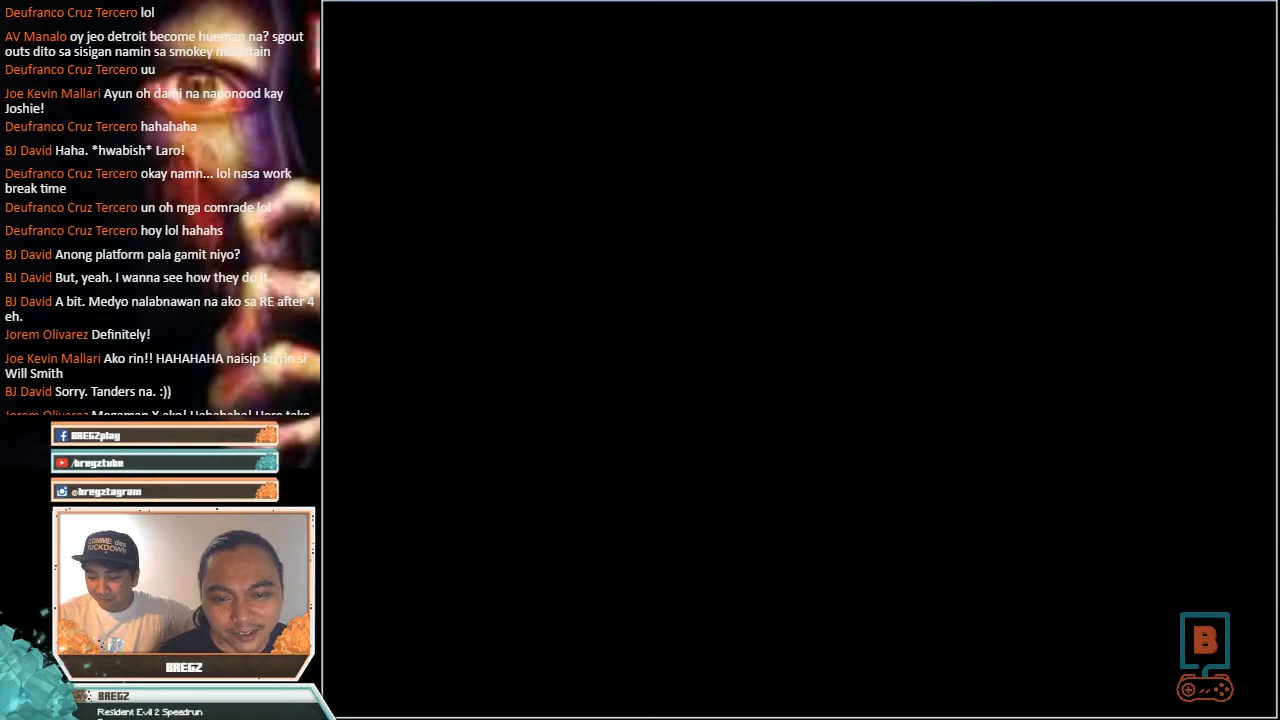 Deufranco Cruz Tercero lol
AV Manalo oy jeo detroit become hueman na? sgout
outs dito sa sisigan namin sa smokey mountain
Deufranco Cruz Tercero uu
Joe Kevin Mallari Ayun oh dami na nanonood kay
Joshie!
Deufranco Cruz Tercero hahahaha
BJ David Haha. *hwabish* Laro!
Deufranco Cruz Tercero okay namn... lol nasa work
break time
Deufranco Cruz Tercero un oh mga comrade lol
Deufranco Cruz Tercero hoy lol hahahs
BJ David Anong platform pala gamit niyo?
BJ David But, yeah. I wanna see how they do it.
BJ David A bit. Medyo nalabnawan na ako sa RE after 4
eh.
Jorem Olivarez Definitely!
Joe Kevin Mallari Ako rin!! HAHAHAHA naisip ko rin si
Will Smith
BJ David Sorry. Tanders na. :))
Jorem Olivarez Megaman X ako! Hahahaha!
BREGZplay
/bregztube
@bregztagram
COMME des
FUCKDOWN
BREGZ
BREGZ
Resident Evil 2 Speedrun
B